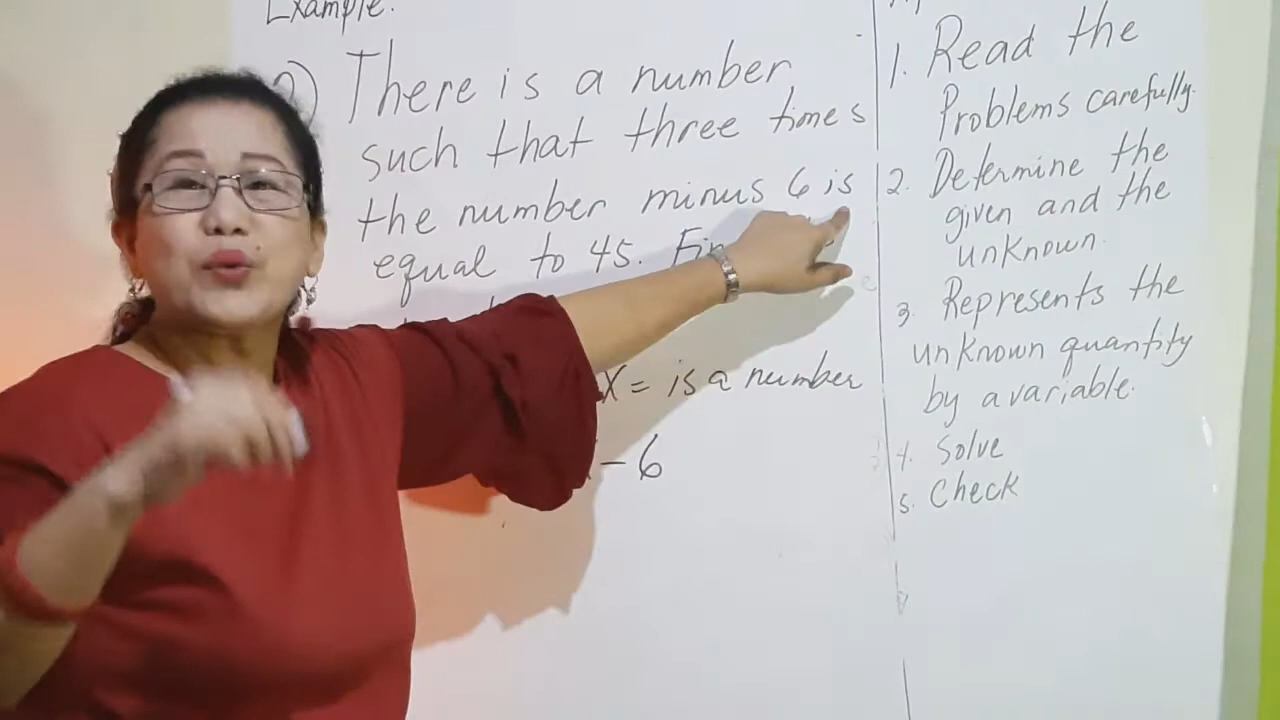 Example:
2) There is a number
such that three times
the number minus 6 is
equal to 45. Fin
X = is a number
- 6
1. Read the
Problems carefully.
2. Determine the
given and the
unknown.
3. Represents the
unknown quantity
by a variable.
4. Solve
5. Check